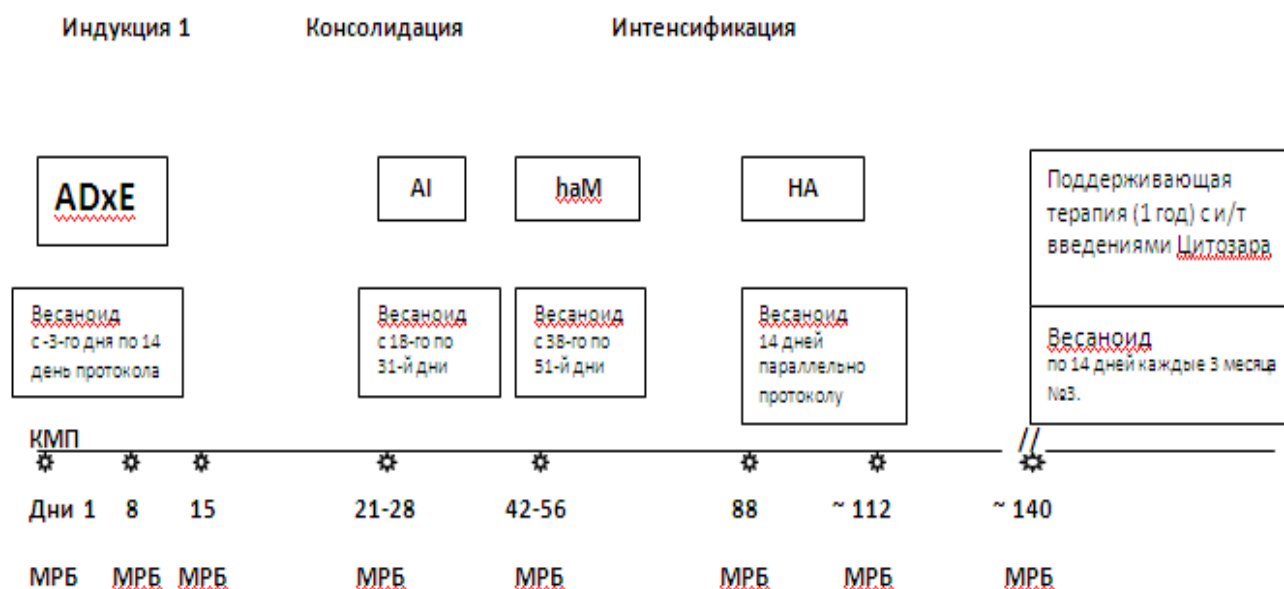 Индукция 1 Консолидация Интенсификация
ADxE
AI
haM
HA
Поддерживающая
терапия (1 год) с и/т
введениями Цитозара
Весаноид
с -3-го дня по 14
день протокола
Весаноид
с 18-го по
31-й дни
Весаноид
с 38-го по
51-й дни
Весаноид
14 дней
параллельно
протоколу
Весаноид
по 14 дней каждые 3 месяца
№3.
КМП
//
Дни 1 8 15 21-28 42-56 88 ~ 112 ~ 140
МРБ МРБ МРБ МРБ МРБ МРБ МРБ МРБ